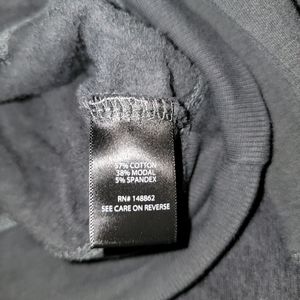 57% COTTON
38% MODAL
5% SPANDEX
RN# 148862
SEE CARE ON REVERSE